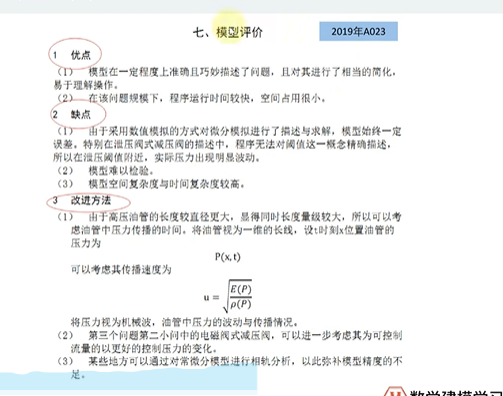 七、模型评价
2019年A023
1 优点
（1） 模型在一定程度上准确且巧妙描述了问题，且对其进行了相当的简化，
易于理解操作。
（2） 在该问题规模下，程序运行时间较快，空间占用很小。
2 缺点
（1） 由于采用数值模拟的方式对微分模拟进行了描述与求解，模型始终一定
误差。特别在泄压阀式减压阀的描述中，程序无法对阈值这一概念精确描述，
所以在泄压阈值附近，实际压力出现明显波动。
（2） 模型难以检验。
（3） 模型空间复杂度与时间复杂度较高。
3 改进方法
（1） 由于高压油管的长度较直径更大，显得同时长度量级较大，所以可以考
虑油管中压力传播的时间。将油管视为一维的长线，设t时刻x位置油管的
压力为
P(x,t)
可以考虑其传播速度为
u = √(E(P)/ρ(P))
将压力视为机械波，油管中压力的波动与传播情况。
（2） 第三个问题第二小问中的电磁阀式减压阀，可以进一步考虑其为可控制
流量的以更好的控制压力的变化。
（3） 某些地方可以通过对常微分模型进行相轨分析，以此弥补模型精度的不
足。
数学建模学习